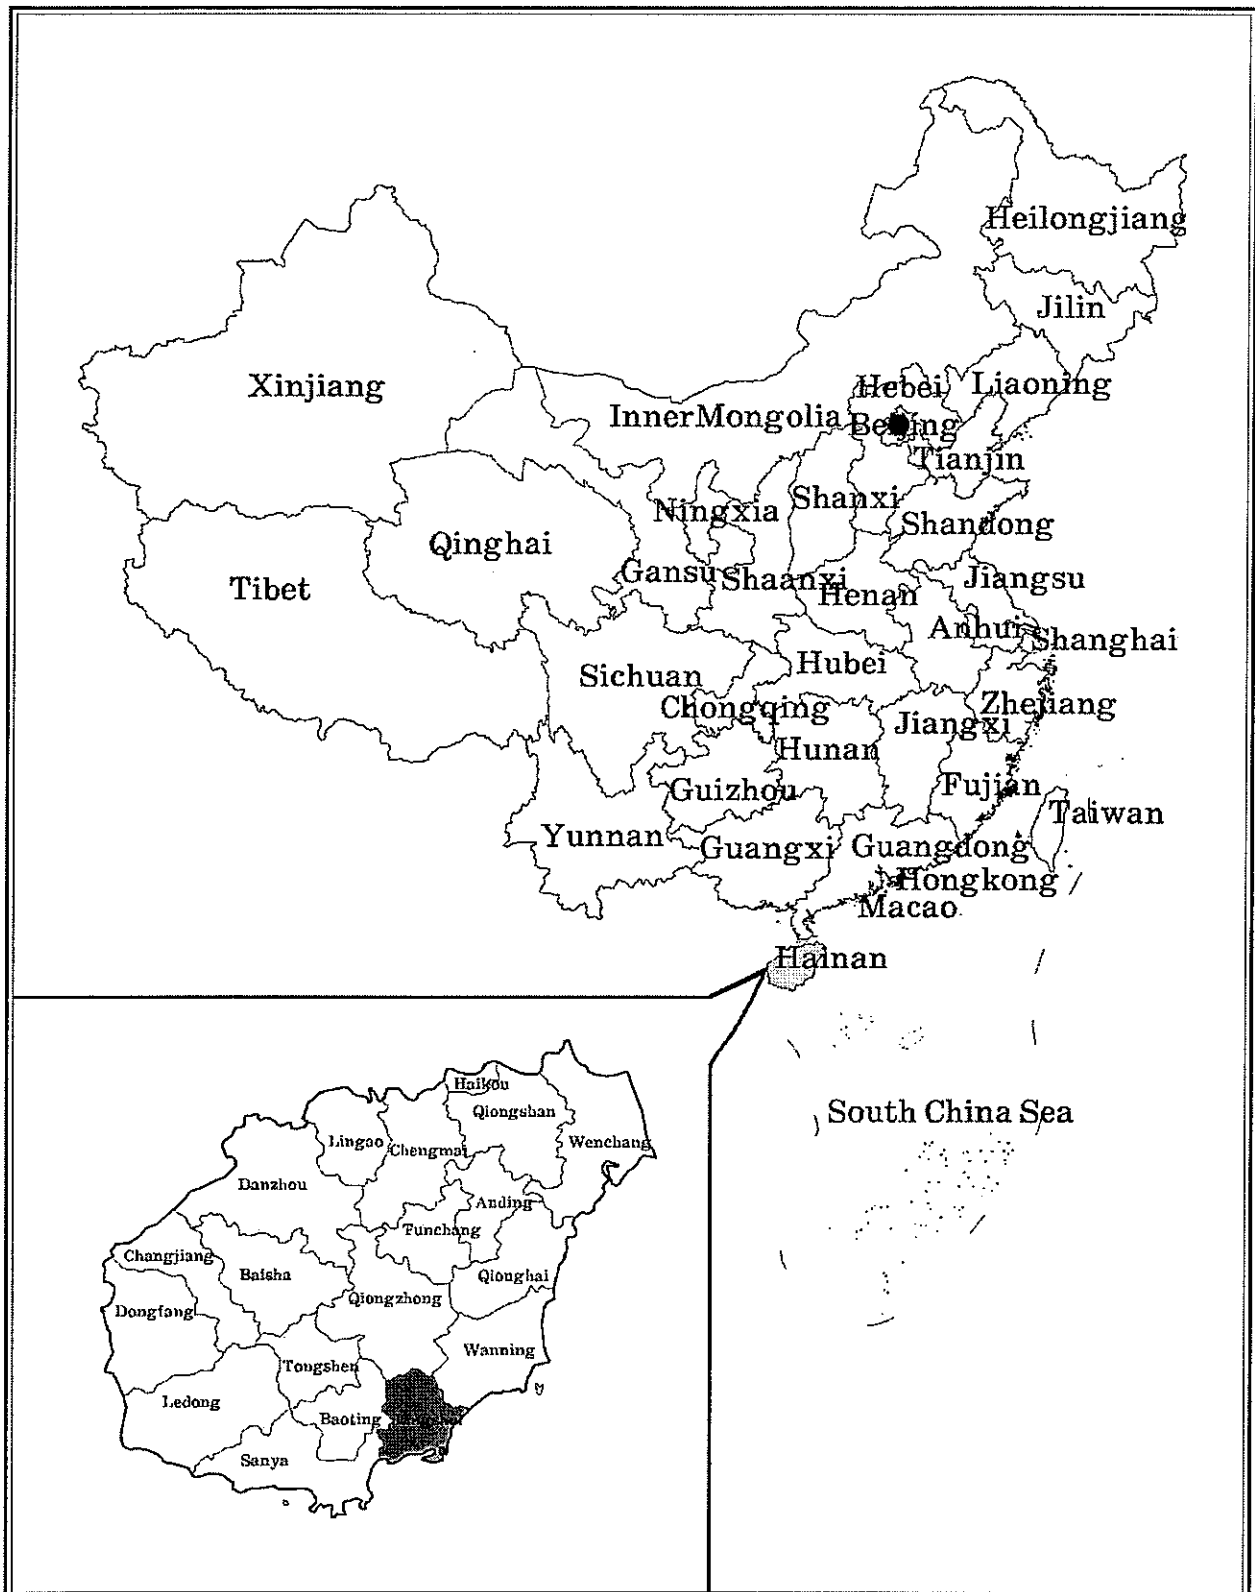 Heilongjiang
Jilin
Xinjiang
Hebei
Liaoning
InnerMongolia
Beijing
Tianjin
Shanxi
Ningxia
Shandong
Qinghai
Gansu
Shaanxi
Jiangsu
Tibet
Henan
Anhui
Shanghai
Hubei
Sichuan
Zhejiang
Chongqing
Jiangxi
Hunan
Fujian
Guizhou
Taiwan
Yunnan
Guangxi
Guangdong
Hongkong
Macao
Hainan
South China Sea
Haikou
Qiongshan
Lingao
Chengmai
Wenchang
Danzhou
Anding
Tunchang
Changjiang
Baisha
Qionghai
Qiongzhong
Dongfang
Wanning
Tongshen
Ledong
Baoting
Sanya